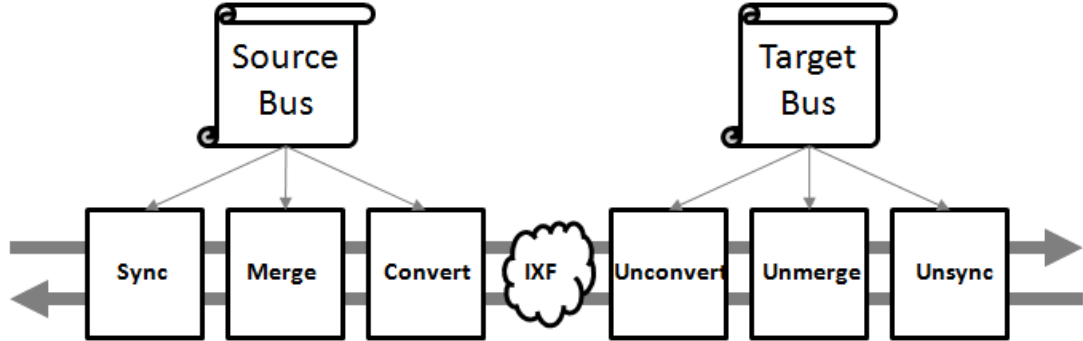 Source
Bus
Target
Bus
Sync
Merge
Convert
IXF
Unconvert
Unmerge
Unsync